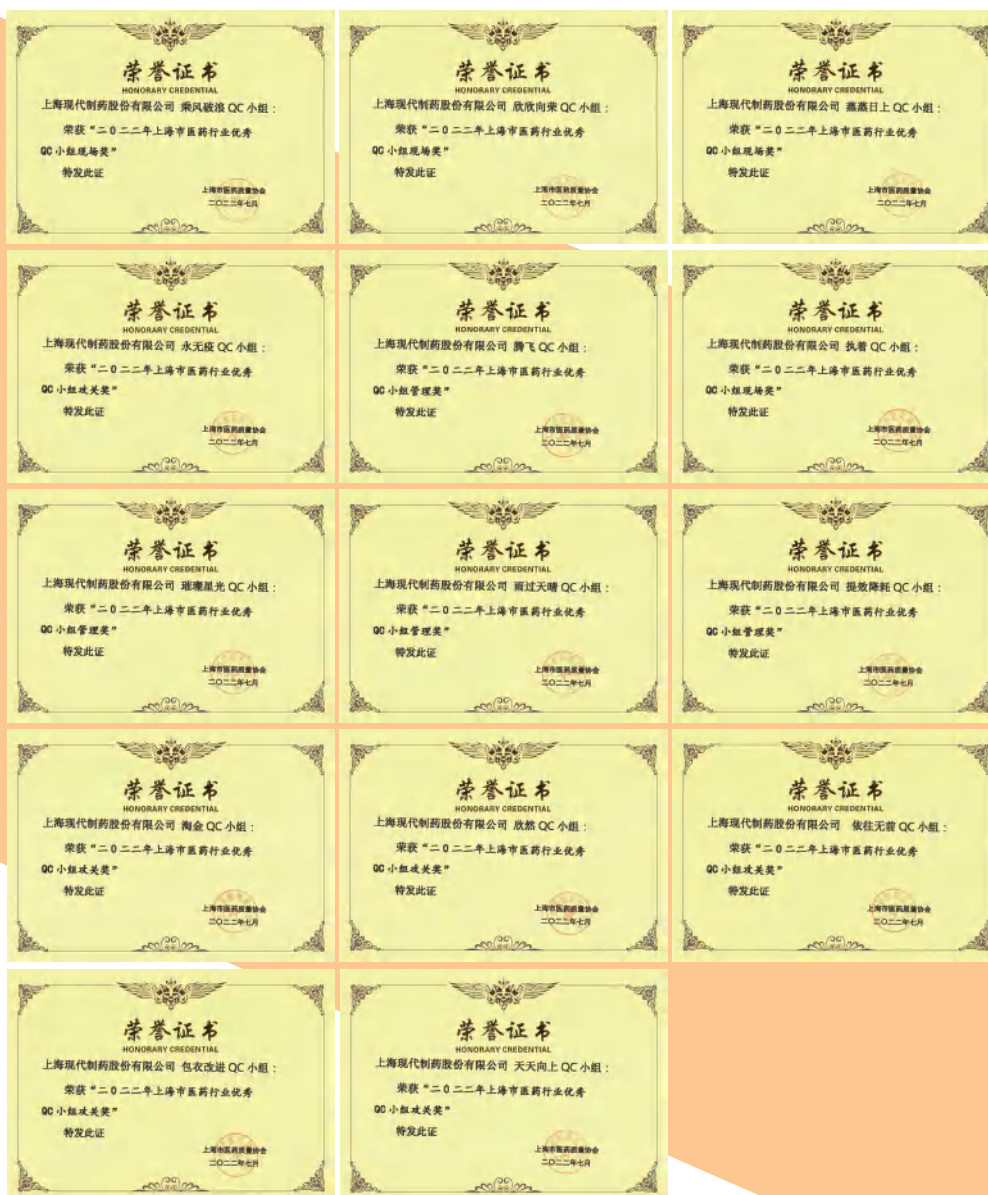 荣誉证书
HONORARY CREDENTIAL
上海现代制药股份有限公司 乘风破浪 QC 小组：
荣获“二0二二年上海市医药行业优秀
QC 小组现场奖”
特发此证
上海市医药质量协会
二〇二二年七月
荣誉证书
HONORARY CREDENTIAL
上海现代制药股份有限公司 欣欣向荣 QC 小组：
荣获“二0二二年上海市医药行业优秀
QC 小组现场奖”
特发此证
上海市医药质量协会
二〇二二年七月
荣誉证书
HONORARY CREDENTIAL
上海现代制药股份有限公司 蒸蒸日上 QC 小组：
荣获“二0二二年上海市医药行业优秀
QC 小组现场奖”
特发此证
上海市医药质量协会
二〇二二年七月
荣誉证书
HONORARY CREDENTIAL
上海现代制药股份有限公司 永无疫 QC 小组：
荣获“二0二二年上海市医药行业优秀
QC 小组攻关奖”
特发此证
上海市医药质量协会
二〇二二年七月
荣誉证书
HONORARY CREDENTIAL
上海现代制药股份有限公司 腾飞 QC 小组：
荣获“二0二二年上海市医药行业优秀
QC 小组管理奖”
特发此证
上海市医药质量协会
二〇二二年七月
荣誉证书
HONORARY CREDENTIAL
上海现代制药股份有限公司 执着 QC 小组：
荣获“二0二二年上海市医药行业优秀
QC 小组现场奖”
特发此证
上海市医药质量协会
二〇二二年七月
荣誉证书
HONORARY CREDENTIAL
上海现代制药股份有限公司 璀璨星光 QC 小组：
荣获“二0二二年上海市医药行业优秀
QC 小组管理奖”
特发此证
上海市医药质量协会
二〇二二年七月
荣誉证书
HONORARY CREDENTIAL
上海现代制药股份有限公司 雨过天晴 QC 小组：
荣获“二0二二年上海市医药行业优秀
QC 小组管理奖”
特发此证
上海市医药质量协会
二〇二二年七月
荣誉证书
HONORARY CREDENTIAL
上海现代制药股份有限公司 提效降耗 QC 小组：
荣获“二0二二年上海市医药行业优秀
QC 小组管理奖”
特发此证
上海市医药质量协会
二〇二二年七月
荣誉证书
HONORARY CREDENTIAL
上海现代制药股份有限公司 淘金 QC 小组：
荣获“二0二二年上海市医药行业优秀
QC 小组攻关奖”
特发此证
上海市医药质量协会
二〇二二年七月
荣誉证书
HONORARY CREDENTIAL
上海现代制药股份有限公司 欣然 QC 小组：
荣获“二0二二年上海市医药行业优秀
QC 小组攻关奖”
特发此证
上海市医药质量协会
二〇二二年七月
荣誉证书
HONORARY CREDENTIAL
上海现代制药股份有限公司 依往无前 QC 小组：
荣获“二0二二年上海市医药行业优秀
QC 小组攻关奖”
特发此证
上海市医药质量协会
二〇二二年七月
荣誉证书
HONORARY CREDENTIAL
上海现代制药股份有限公司 包衣改进 QC 小组：
荣获“二0二二年上海市医药行业优秀
QC 小组攻关奖”
特发此证
上海市医药质量协会
二〇二二年七月
荣誉证书
HONORARY CREDENTIAL
上海现代制药股份有限公司 天天向上 QC 小组：
荣获“二0二二年上海市医药行业优秀
QC 小组攻关奖”
特发此证
上海市医药质量协会
二〇二二年七月